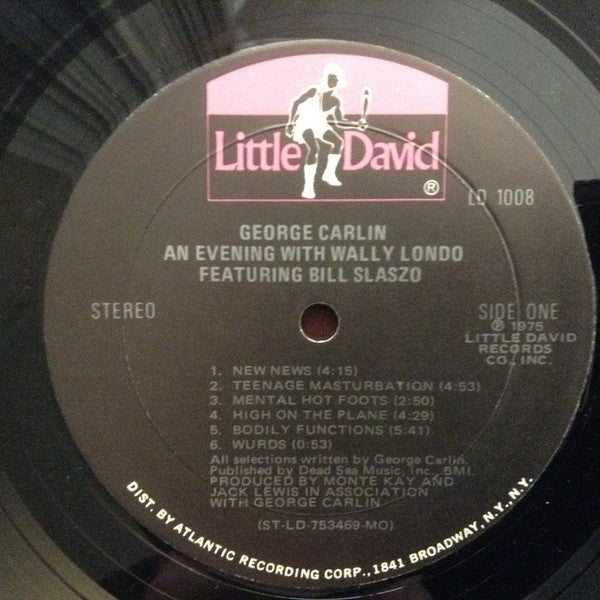 Little David ®
LD 1008
GEORGE CARLIN
AN EVENING WITH WALLY LONDO
FEATURING BILL SLASZO
STEREO
SIDE ONE
℗ 1975
LITTLE DAVID
RECORDS
CO., INC.
1. NEW NEWS (4:15)
2. TEENAGE MASTURBATION (4:53)
3. MENTAL HOT FOOTS (2:50)
4. HIGH ON THE PLANE (4:29)
5. BODILY FUNCTIONS (5:41)
6. WURDS (0:53)
All selections written by George Carlin.
Published by Dead Sea Music, Inc., BMI.
PRODUCED BY MONTE KAY AND
JACK LEWIS IN ASSOCIATION
WITH GEORGE CARLIN
(ST-LD-753469-MO)
DIST. BY ATLANTIC RECORDING CORP., 1841 BROADWAY, N.Y., N.Y.